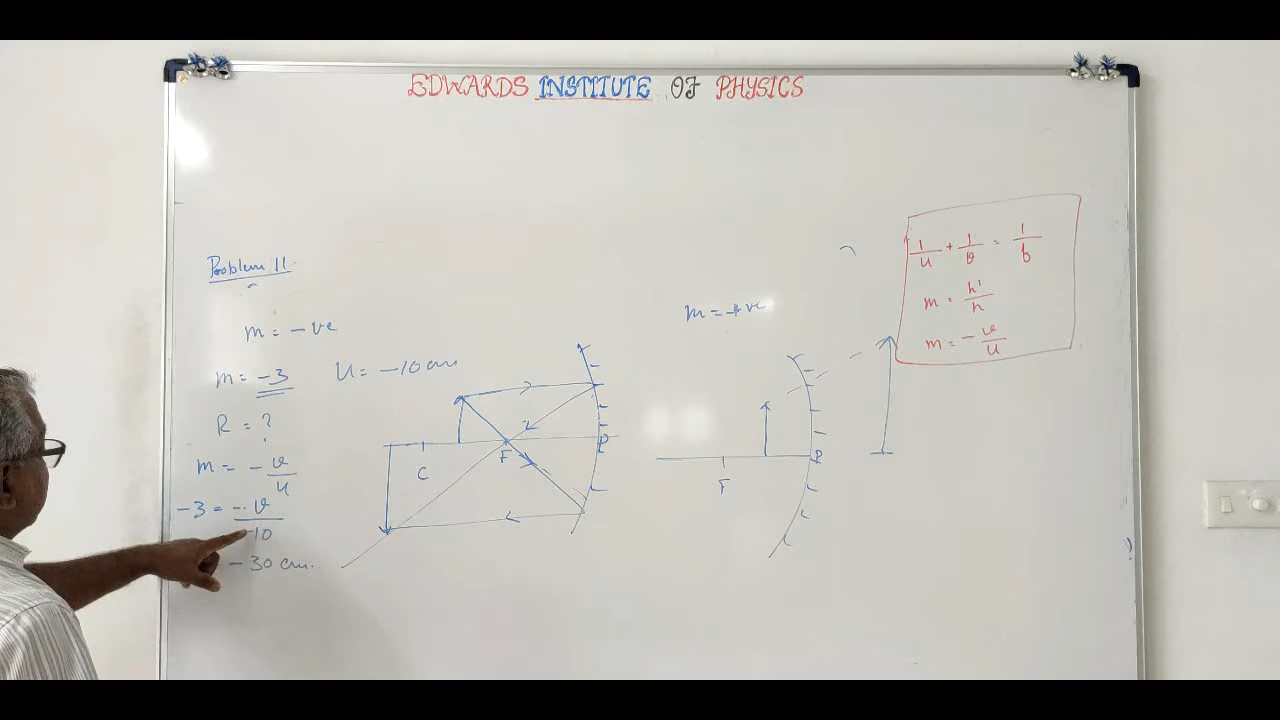 EDWARDS INSTITUTE OF PHYSICS
Problem 11
m = -ve
m = -3
U = -10 cm
R = ?
m = - v/u
-3 = -v/-10
-30 cm.
C
F
P
m = +ve
F
P
1/u + 1/v = 1/f
m = h'/h
m = - v/u